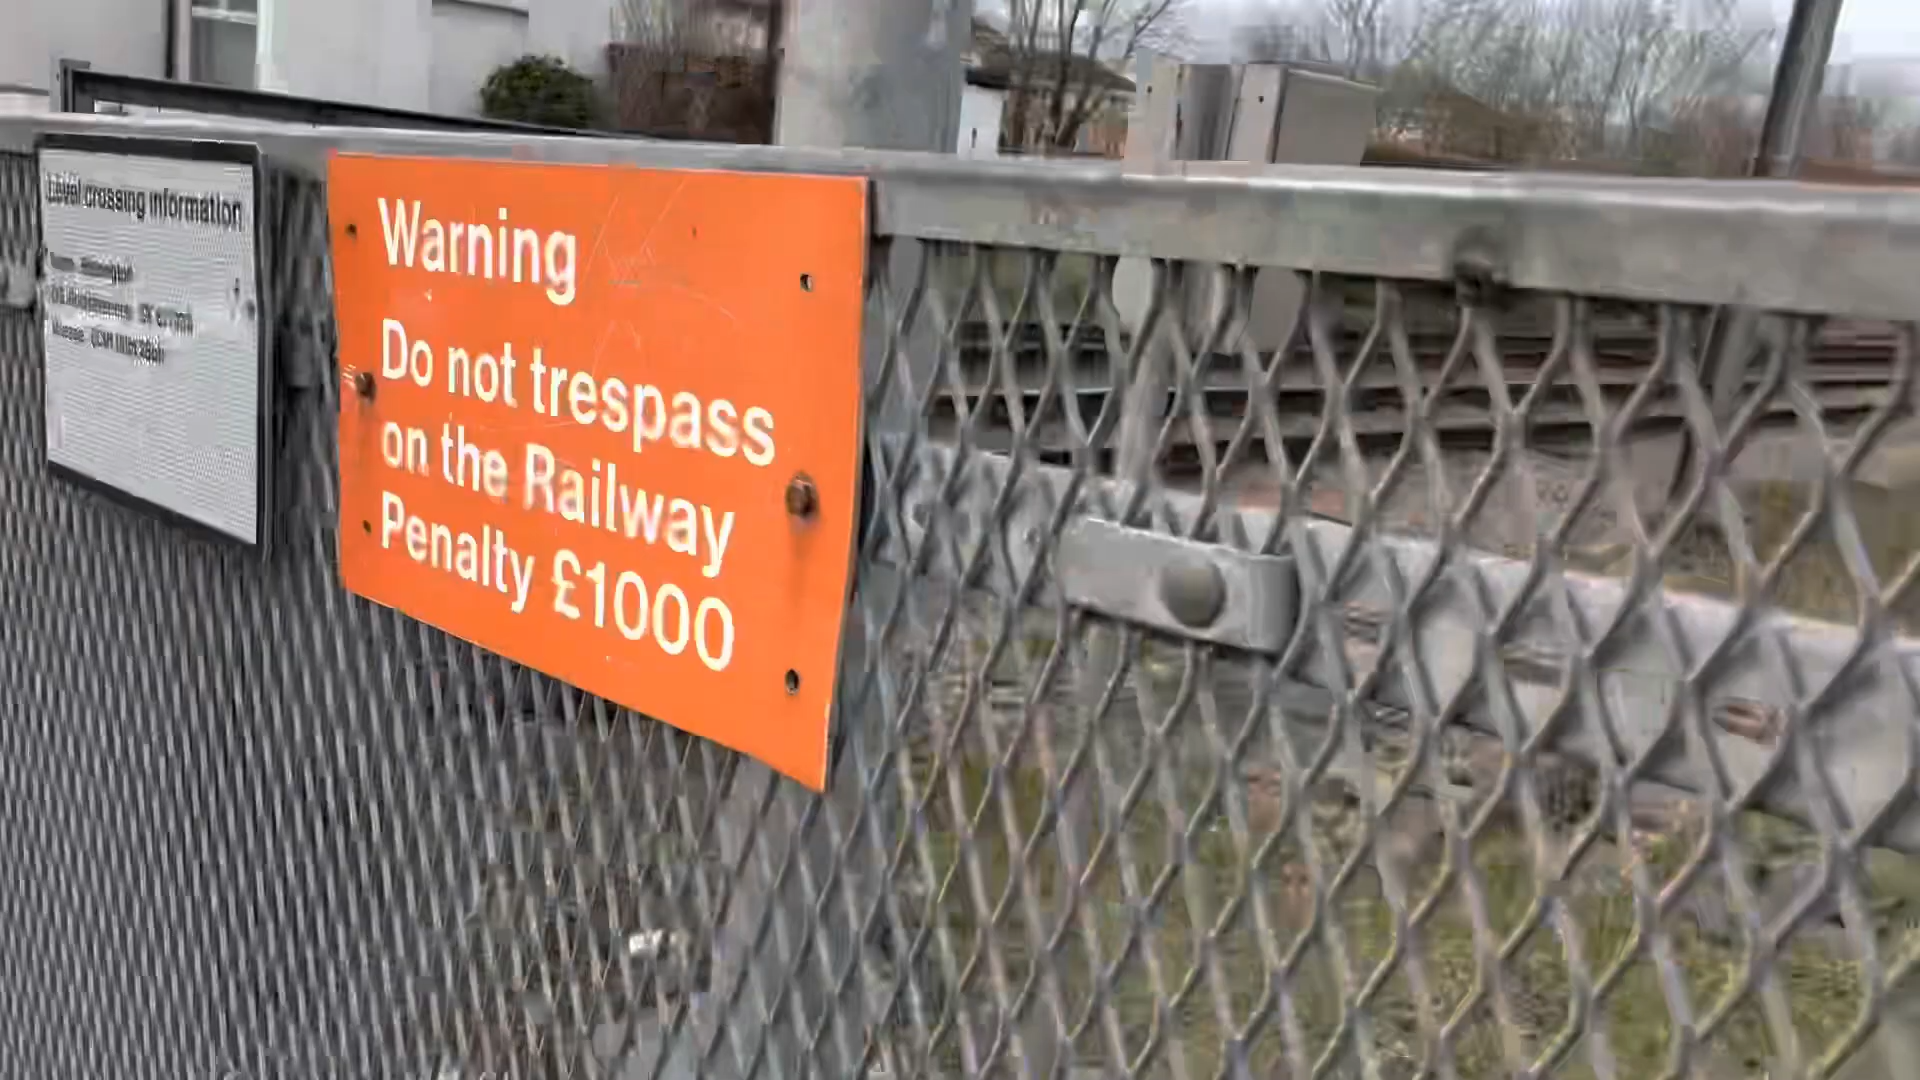 Level crossing information
Warning
Do not trespass
on the Railway
Penalty £1000